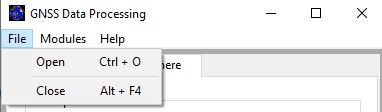 GNSS Data Processing
File Modules Help
Open Ctrl + O
here
Close Alt + F4